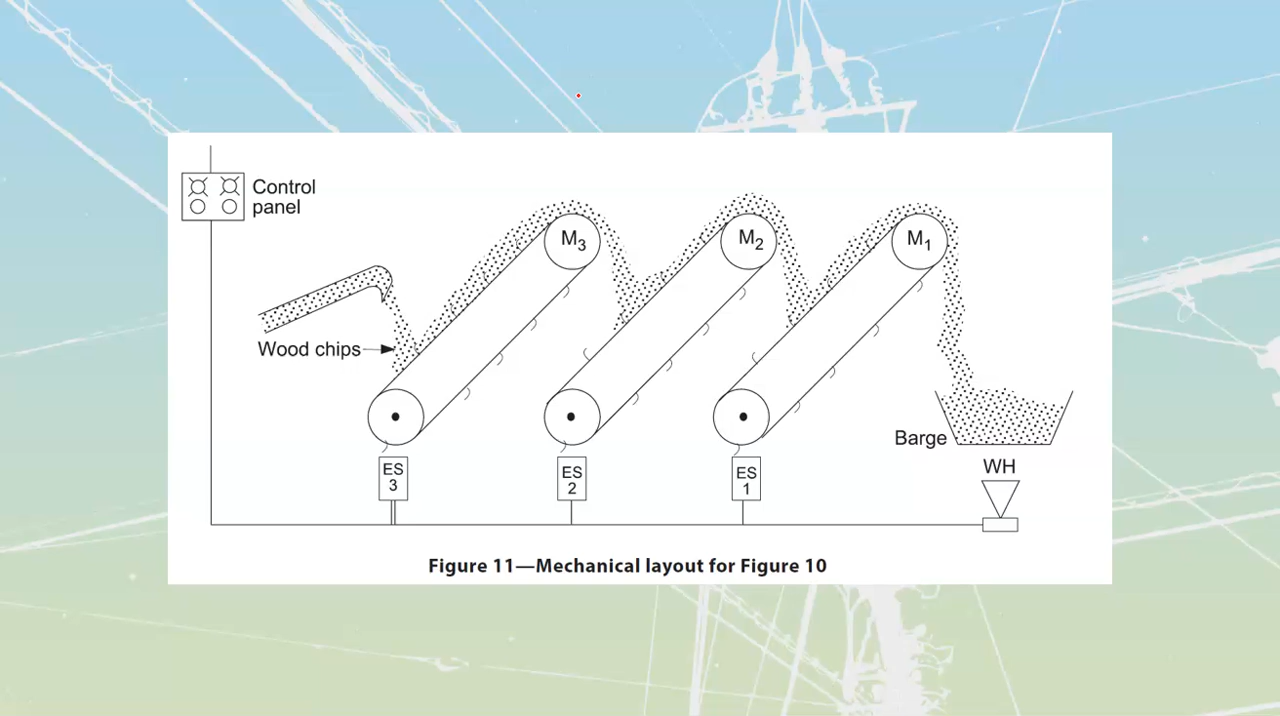 Control
panel
M3
M2
M1
Wood chips
Barge
WH
ES
3
ES
2
ES
1
Figure 11—Mechanical layout for Figure 10